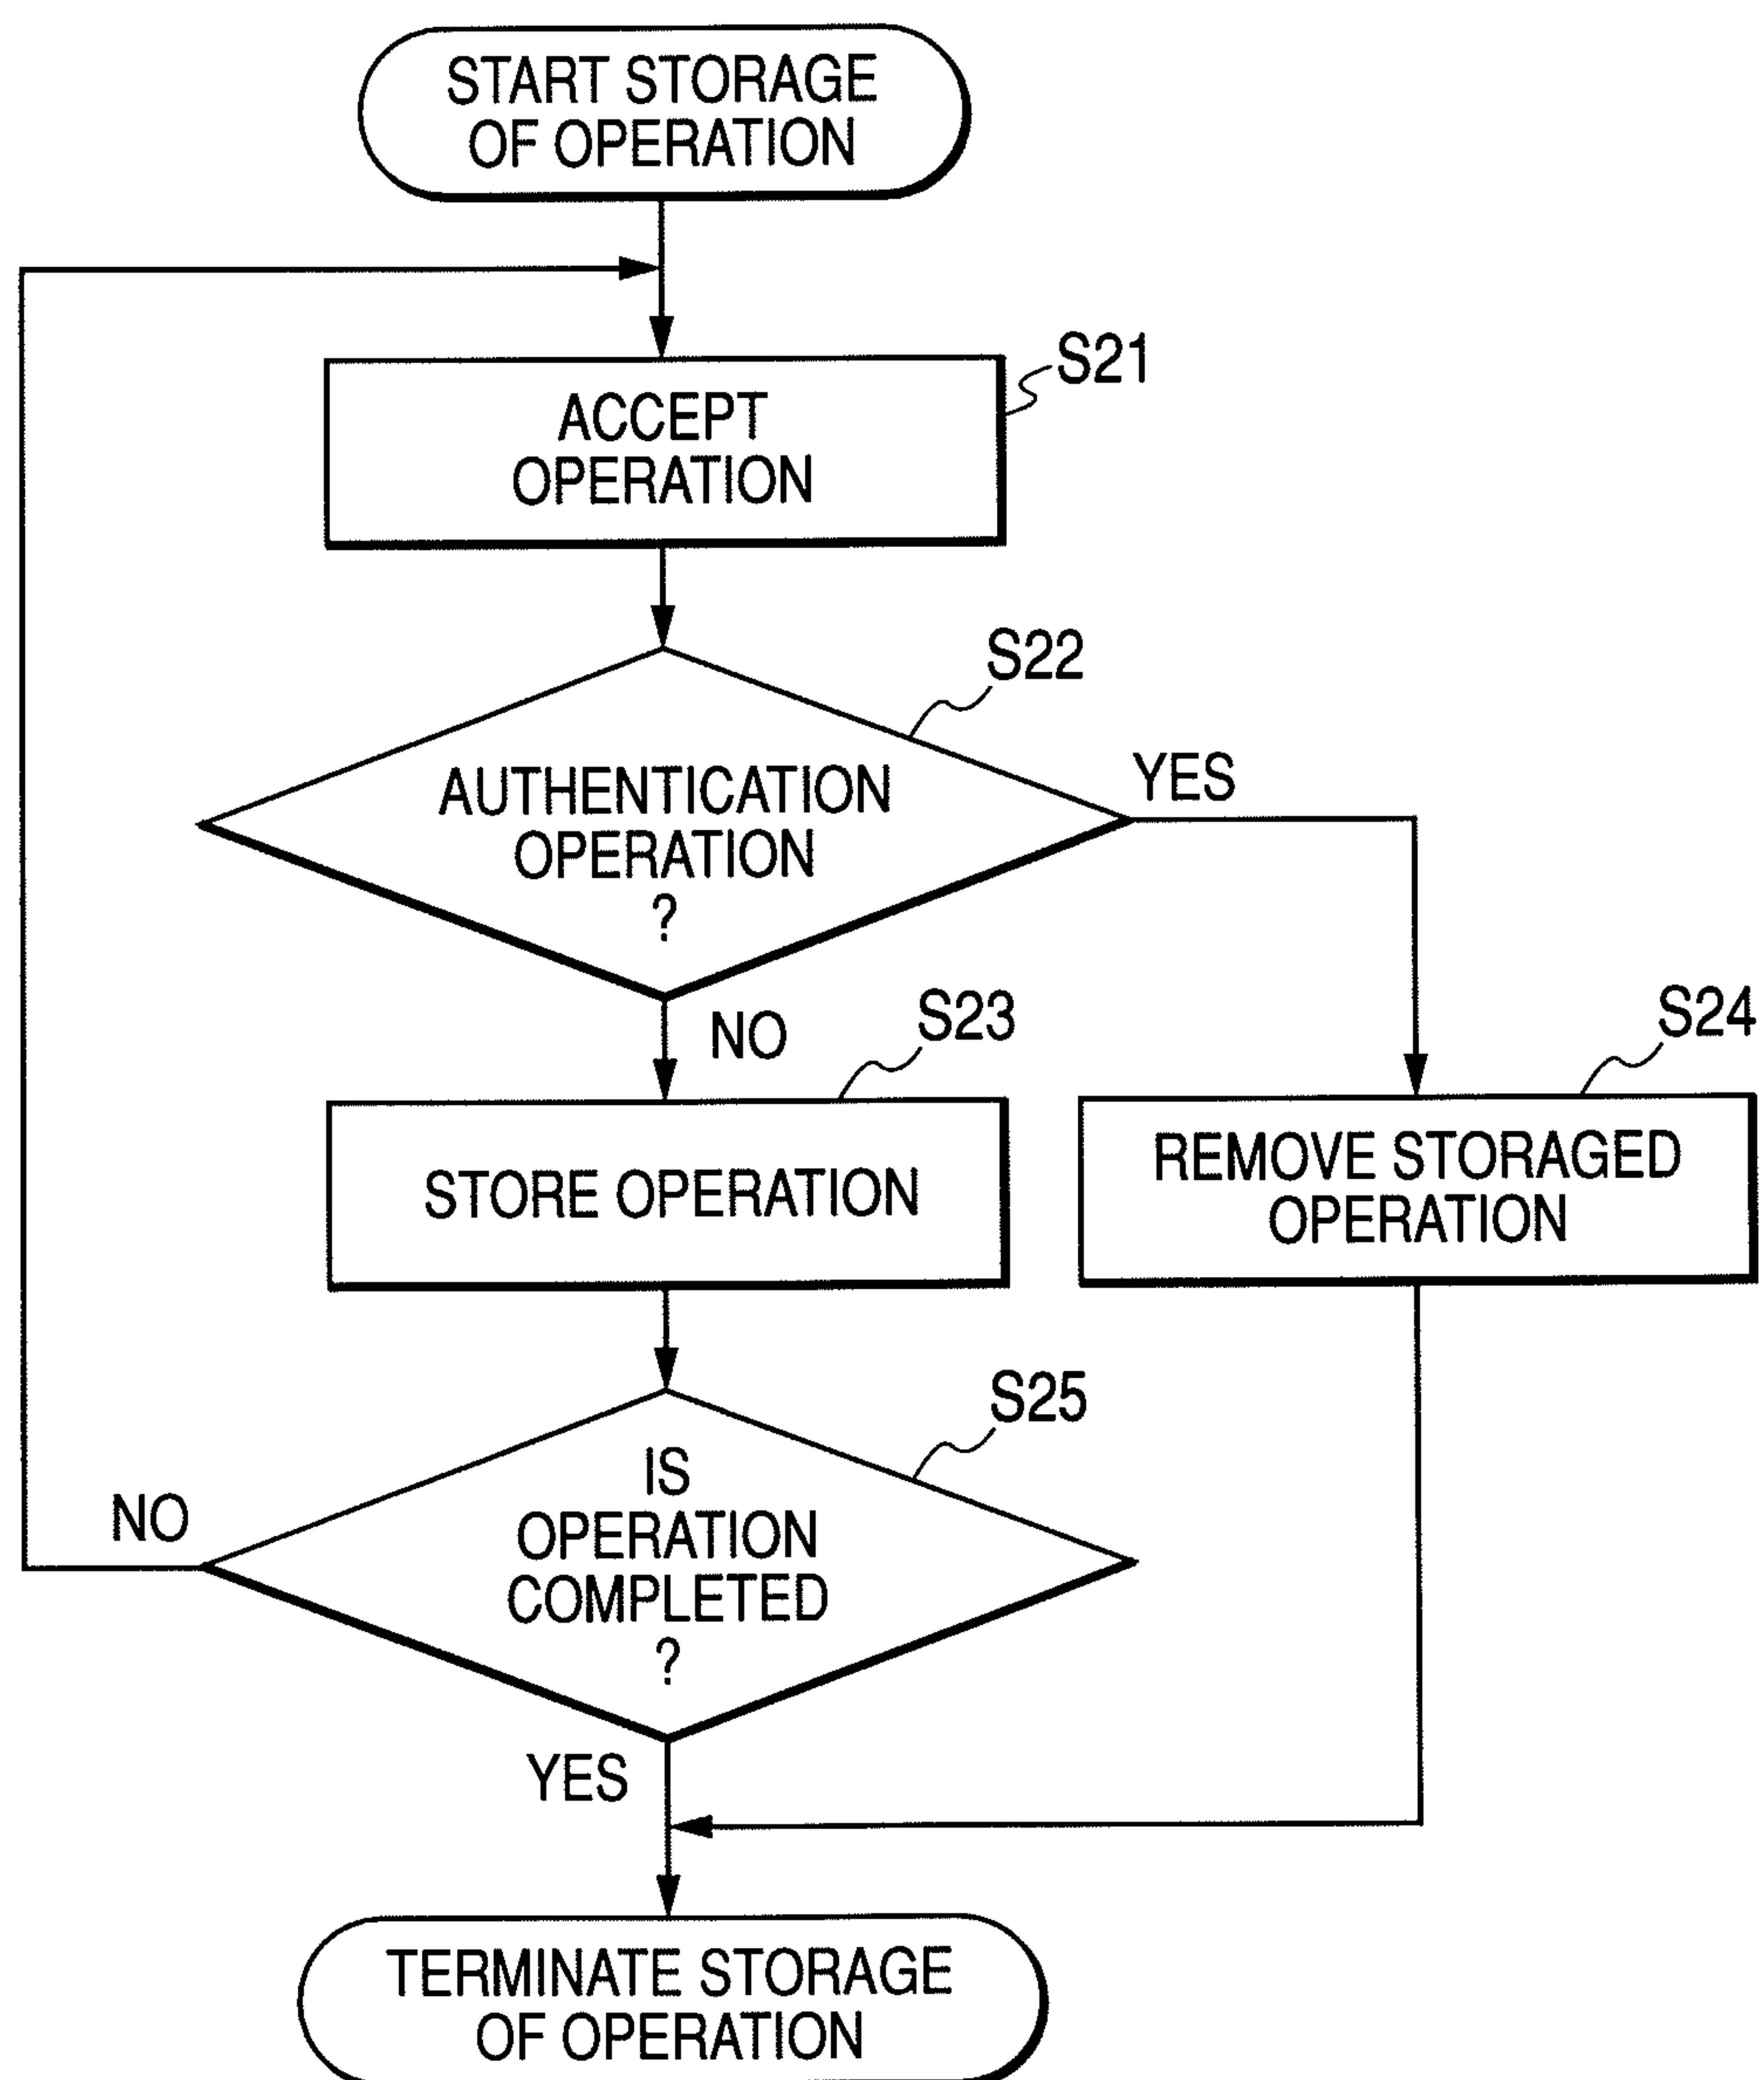 START STORAGE
OF OPERATION
S21
ACCEPT
OPERATION
S22
AUTHENTICATION
OPERATION
?
YES
NO
S23
STORE OPERATION
S24
REMOVE STORAGED
OPERATION
S25
IS
OPERATION
COMPLETED
?
NO
YES
TERMINATE STORAGE
OF OPERATION